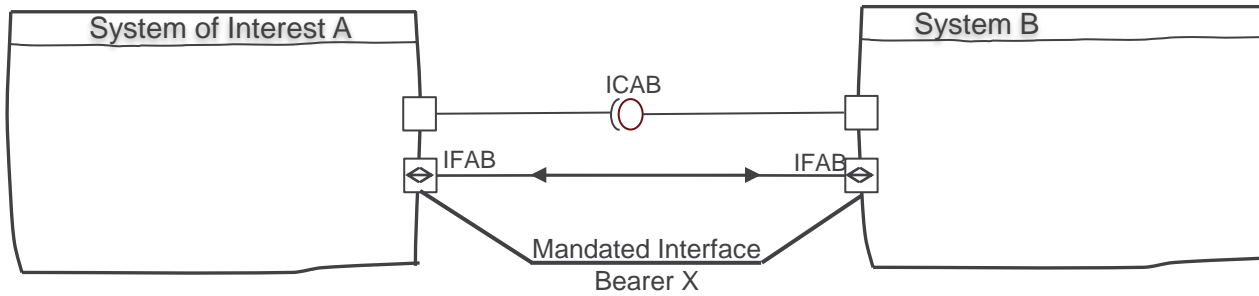 System of Interest A
System B
ICAB
IFAB
IFAB
Mandated Interface
Bearer X